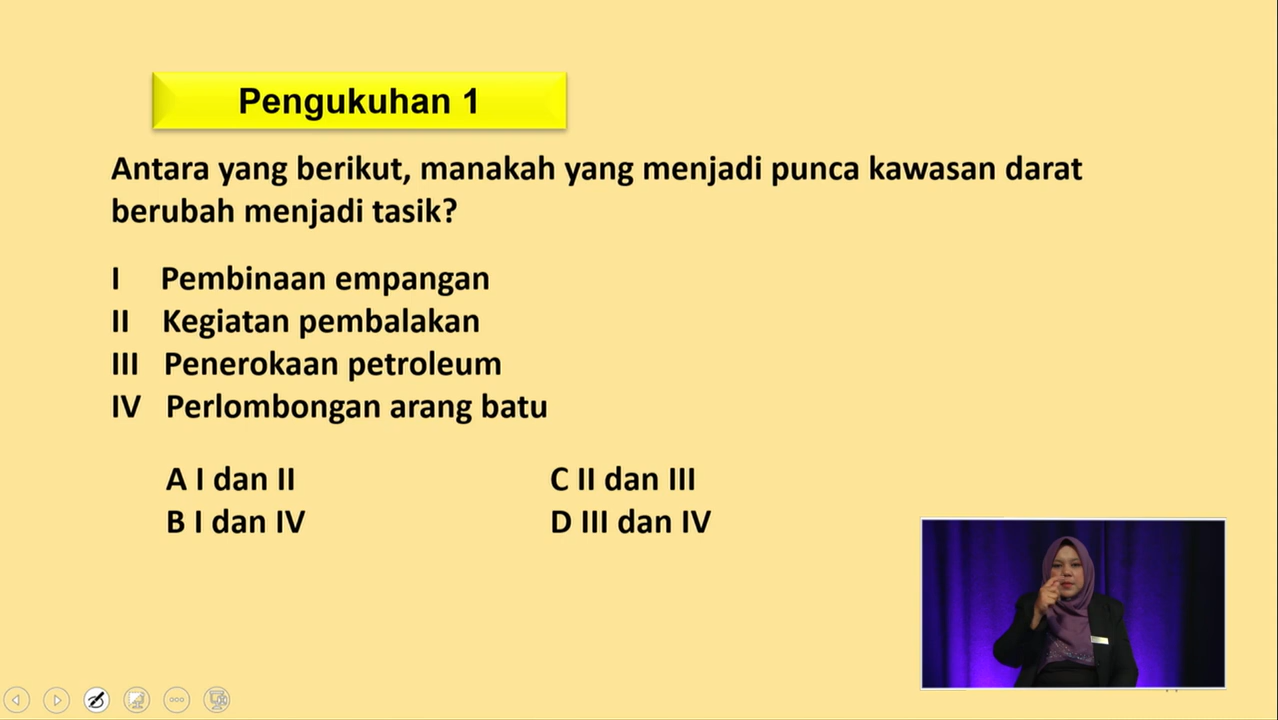 Pengukuhan 1
Antara yang berikut, manakah yang menjadi punca kawasan darat
berubah menjadi tasik?
I Pembinaan empangan
II Kegiatan pembalakan
III Penerokaan petroleum
IV Perlombongan arang batu
A I dan II
C II dan III
B I dan IV
D III dan IV